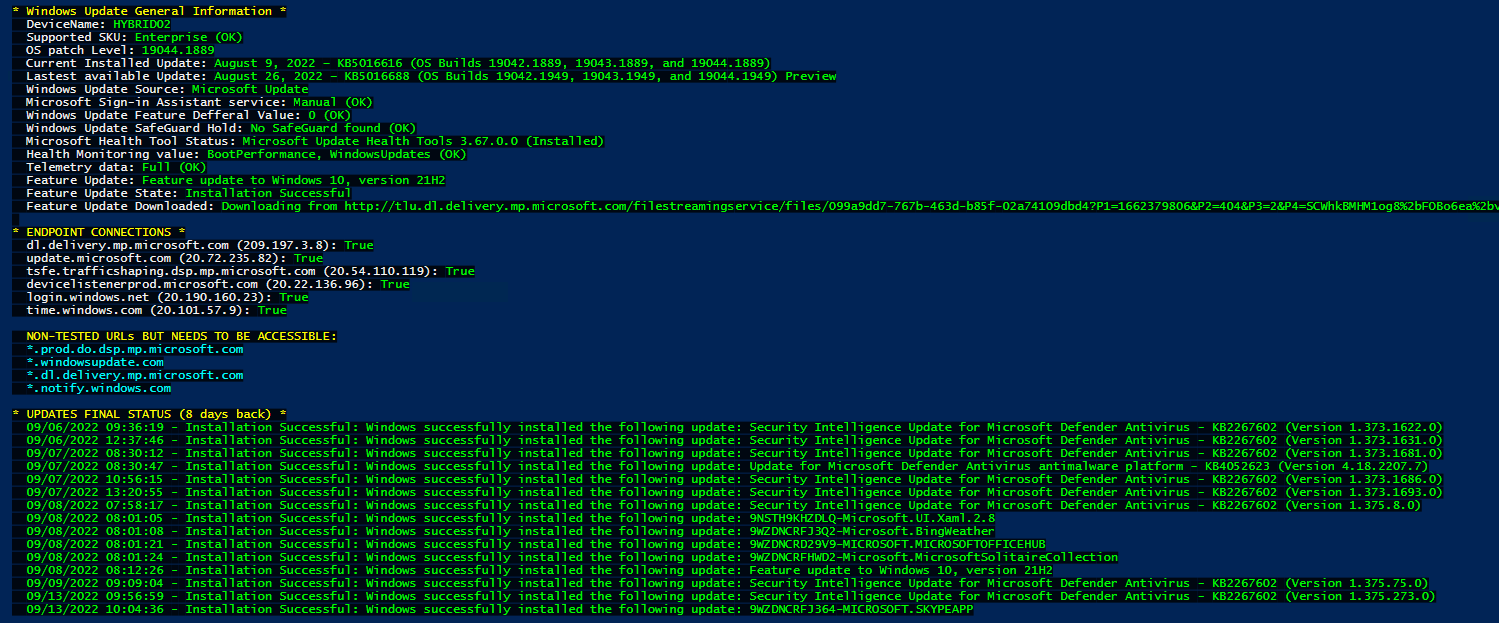 * Windows Update General Information *
DeviceName: HYBRID02
Supported SKU: Enterprise (OK)
OS patch Level: 19044.1889
Current Installed Update: August 9, 2022 - KB5016616 (OS Builds 19042.1889, 19043.1889, and 19044.1889)
Lastest available Update: August 26, 2022 - KB5016688 (OS Builds 19042.1949, 19043.1949, and 19044.1949) Preview
Windows Update Source: Microsoft Update
Microsoft Sign-in Assistant service: Manual (OK)
Windows Update Feature Defferal Value: 0 (OK)
Windows Update SafeGuard Hold: No SafeGuard found (OK)
Microsoft Health Tool Status: Microsoft Update Health Tools 3.67.0.0 (Installed)
Health Monitoring value: BootPerformance, WindowsUpdates (OK)
Telemetry data: Full (OK)
Feature Update: Feature update to Windows 10, version 21H2
Feature Update State: Installation Successful
Feature Update Downloaded: Downloading from http://tlu.dl.delivery.mp.microsoft.com/filestreamingservice/files/099a9dd7-767b-463d-b85f-02a74109dbd4?P1=1662379806&P2=404&P3=2&P4=SCWhkBMHM1og8%2bFOBo6ea%2bv
* ENDPOINT CONNECTIONS *
dl.delivery.mp.microsoft.com (209.197.3.8): True
update.microsoft.com (20.72.235.82): True
tsfe.trafficshaping.dsp.mp.microsoft.com (20.54.110.119): True
devicelistenerprod.microsoft.com (20.22.136.96): True
login.windows.net (20.190.160.23): True
time.windows.com (20.101.57.9): True
NON-TESTED URLs BUT NEEDS TO BE ACCESSIBLE:
*.prod.do.dsp.mp.microsoft.com
*.windowsupdate.com
*.dl.delivery.mp.microsoft.com
*.notify.windows.com
* UPDATES FINAL STATUS (8 days back) *
09/06/2022 09:36:19 - Installation Successful: Windows successfully installed the following update: Security Intelligence Update for Microsoft Defender Antivirus - KB2267602 (Version 1.373.1622.0)
09/06/2022 12:37:46 - Installation Successful: Windows successfully installed the following update: Security Intelligence Update for Microsoft Defender Antivirus - KB2267602 (Version 1.373.1631.0)
09/07/2022 08:30:12 - Installation Successful: Windows successfully installed the following update: Security Intelligence Update for Microsoft Defender Antivirus - KB2267602 (Version 1.373.1681.0)
09/07/2022 08:30:47 - Installation Successful: Windows successfully installed the following update: Update for Microsoft Defender Antivirus antimalware platform - KB4052623 (Version 4.18.2207.7)
09/07/2022 10:56:15 - Installation Successful: Windows successfully installed the following update: Security Intelligence Update for Microsoft Defender Antivirus - KB2267602 (Version 1.373.1686.0)
09/07/2022 13:20:55 - Installation Successful: Windows successfully installed the following update: Security Intelligence Update for Microsoft Defender Antivirus - KB2267602 (Version 1.373.1693.0)
09/08/2022 07:58:17 - Installation Successful: Windows successfully installed the following update: Security Intelligence Update for Microsoft Defender Antivirus - KB2267602 (Version 1.375.8.0)
09/08/2022 08:01:05 - Installation Successful: Windows successfully installed the following update: 9NSTH9KHZDLQ-Microsoft.UI.Xaml.2.8
09/08/2022 08:01:08 - Installation Successful: Windows successfully installed the following update: 9WZDNCRFJ3Q2-Microsoft.BingWeather
09/08/2022 08:01:21 - Installation Successful: Windows successfully installed the following update: 9WZDNCRD29V9-MICROSOFT.MICROSOFTOFFICEHUB
09/08/2022 08:01:24 - Installation Successful: Windows successfully installed the following update: 9WZDNCRFHWD2-Microsoft.MicrosoftSolitaireCollection
09/08/2022 08:12:26 - Installation Successful: Windows successfully installed the following update: Feature update to Windows 10, version 21H2
09/09/2022 09:09:04 - Installation Successful: Windows successfully installed the following update: Security Intelligence Update for Microsoft Defender Antivirus - KB2267602 (Version 1.375.75.0)
09/13/2022 09:56:59 - Installation Successful: Windows successfully installed the following update: Security Intelligence Update for Microsoft Defender Antivirus - KB2267602 (Version 1.375.273.0)
09/13/2022 10:04:36 - Installation Successful: Windows successfully installed the following update: 9WZDNCRFJ364-MICROSOFT.SKYPEAPP